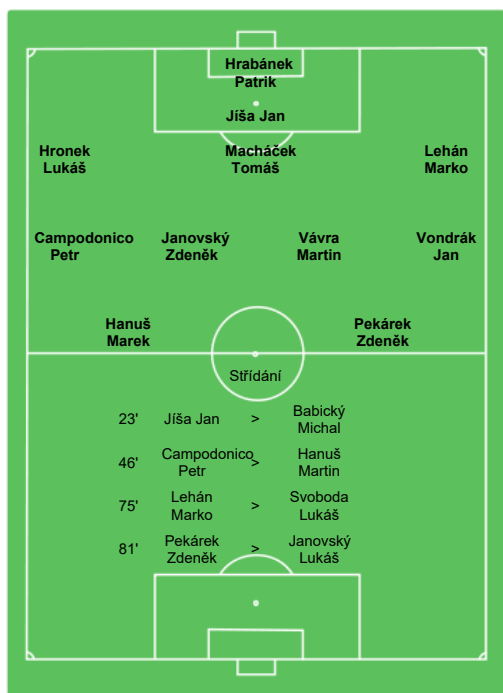 Hrabánek
Patrik
Jíša Jan
Hronek
Lukáš
Macháček
Tomáš
Lehán
Marko
Campodonico
Petr
Janovský
Zdeněk
Vávra
Martin
Vondrák
Jan
Hanuš
Marek
Pekárek
Zdeněk
Střídání
23' Jíša Jan > Babický
Michal
46' Campodonico
Petr > Hanuš
Martin
75' Lehán
Marko > Svoboda
Lukáš
81' Pekárek
Zdeněk > Janovský
Lukáš